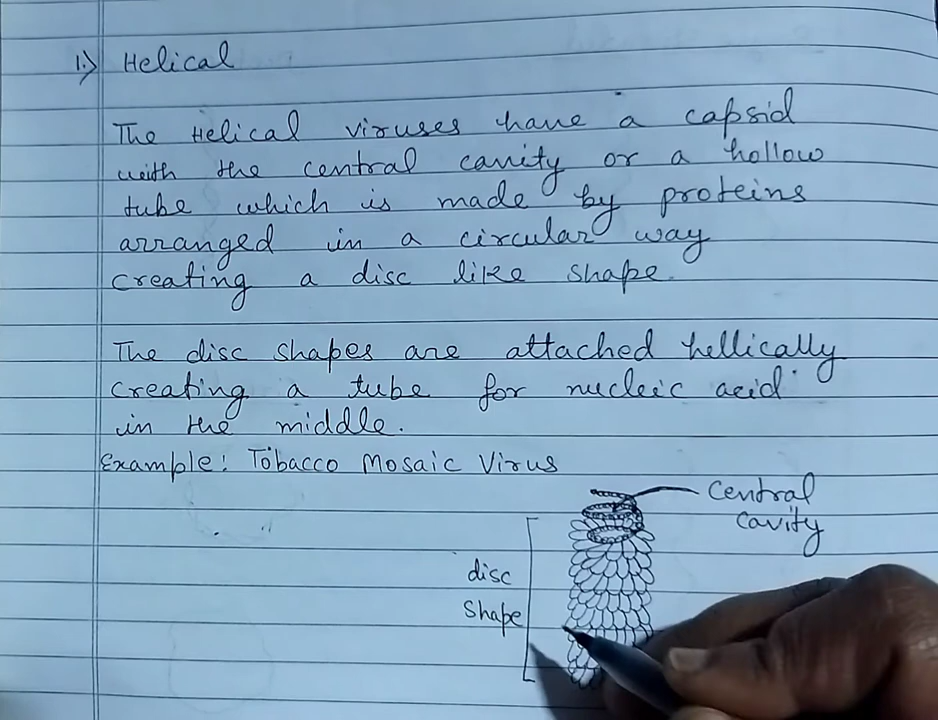 1.) Helical
The Helical viruses have a capsid
with the central cavity or a hollow
tube which is made by proteins
arranged in a circular way
creating a disc like shape.
The disc shapes are attached hellically
creating a tube for nucleic acid
in the middle.
Example: Tobacco Mosaic Virus
Central
cavity
disc
shape